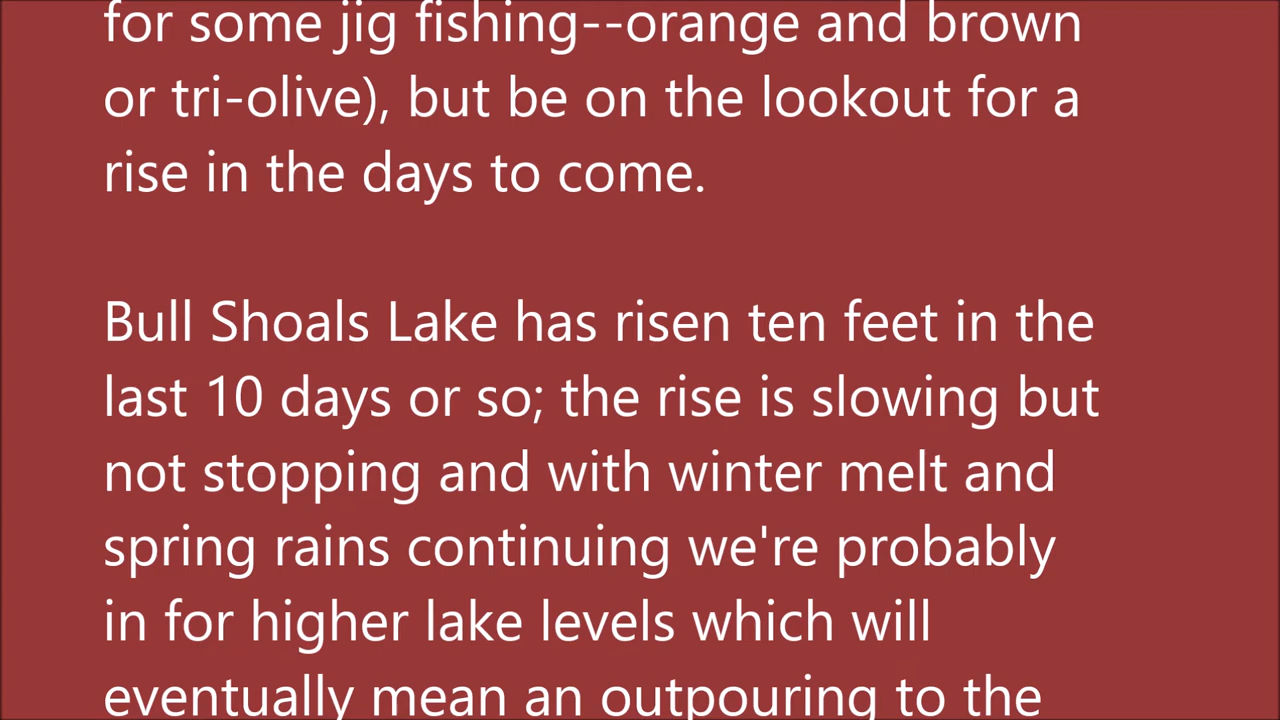 for some jig fishing--orange and brown
or tri-olive), but be on the lookout for a
rise in the days to come.
Bull Shoals Lake has risen ten feet in the
last 10 days or so; the rise is slowing but
not stopping and with winter melt and
spring rains continuing we're probably
in for higher lake levels which will
eventually mean an outpouring to the